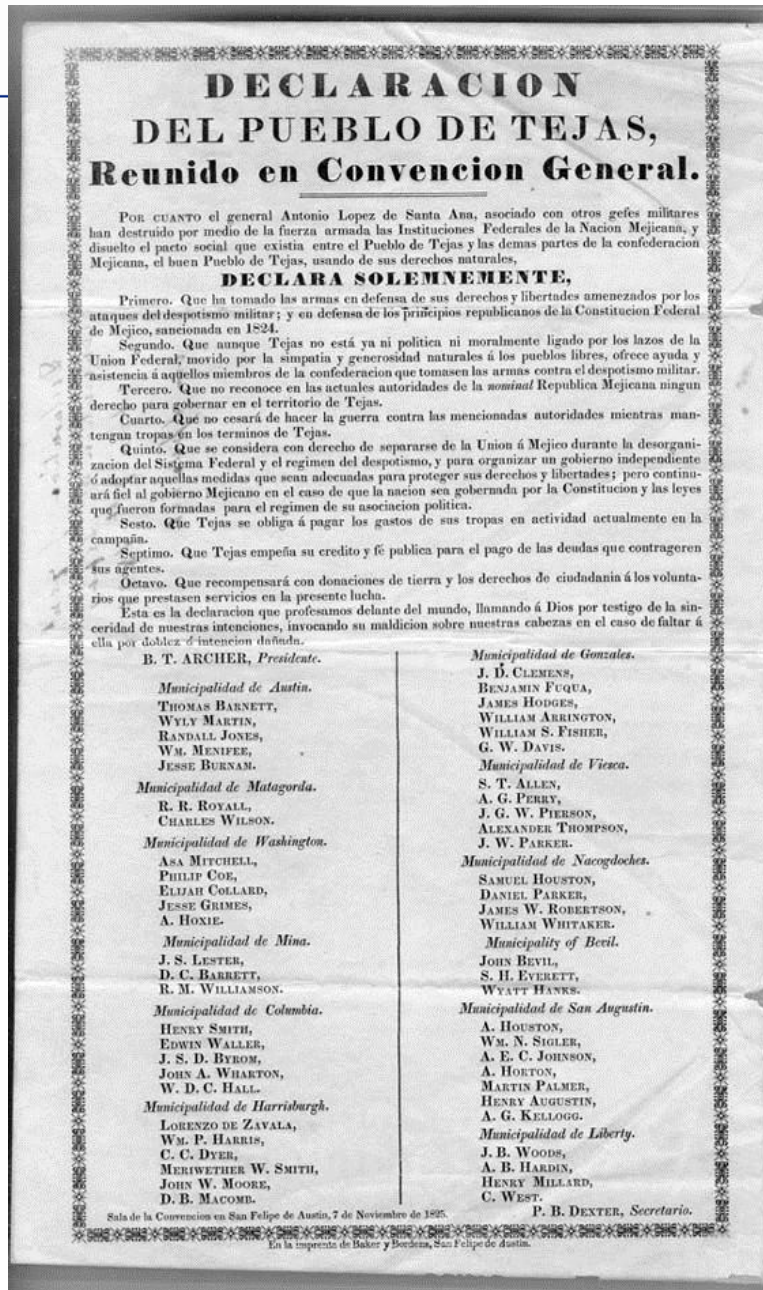 DECLARACION
DEL PUEBLO DE TEJAS,
Reunido en Convencion General.
POR CUANTO el general Antonio Lopez de Santa Ana, asociado con otros gefes militares
han destruido por medio de la fuerza armada las Instituciones Federales de la Nacion Mejicana, y
disuelto el pacto social que existia entre el Pueblo de Tejas y las demas partes de la confederacion
Mejicana, el buen Pueblo de Tejas, usando de sus derechos naturales,
DECLARA SOLEMNEMENTE,
Primero. Que ha tomado las armas en defensa de sus derechos y libertades amenezados por los
ataques del despotismo militar; y en defensa de los principios republicanos de la Constitucion Federal
de Mejico, sancionada en 1824.
Segundo. Que aunque Tejas no está ya ni politica ni moralmente ligado por los lazos de la
Union Federal, movido por la simpatia y generosidad naturales á los pueblos libres, ofrece ayuda y
asistencia á aquellos miembros de la confederacion que tomasen las armas contra el despotismo militar.
Tercero. Que no reconoce en las actuales autoridades de la nominal Republica Mejicana ningun
derecho para gobernar en el territorio de Tejas.
Cuarto. Que no cesará de hacer la guerra contra las mencionadas autoridades mientras man-
tengan tropas en los terminos de Tejas.
Quinto. Que se considera con derecho de separarse de la Union á Mejico durante la desorgani-
zacion del Sistema Federal y el regimen del despotismo, y para organizar un gobierno independiente
ó adoptar aquellas medidas que sean adecuadas para proteger sus derechos y libertades; pero continu-
ará fiel al gobierno Mejicano en el caso de que la nacion sea gobernada por la Constitucion y las leyes
que fueron formadas para el regimen de su asociacion politica.
Sesto. Que Tejas se obliga á pagar los gastos de sus tropas en actividad actualmente en la
campaña.
Septimo. Que Tejas empeña su credito y fé publica para el pago de las deudas que contrageren
sus agentes.
Octavo. Que recompensará con donaciones de tierra y los derechos de ciudadania á los volunta-
rios que prestasen servicios en la presente lucha.
Esta es la declaracion que profesamos delante del mundo, llamando á Dios por testigo de la sin-
ceridad de nuestras intenciones, invocando su maldicion sobre nuestras cabezas en el caso de faltar á
ella por doblez ó intencion dañada.
B. T. ARCHER, Presidente.
Municipalidad de Austin.
THOMAS BARNETT,
WYLY MARTIN,
RANDALL JONES,
WM. MENIFEE,
JESSE BURNAM.
Municipalidad de Matagorda.
R. R. ROYALL,
CHARLES WILSON.
Municipalidad de Washington.
ASA MITCHELL,
PHILIP COE,
ELIJAH COLLARD,
JESSE GRIMES,
A. HOXIE.
Municipalidad de Mina.
J. S. LESTER,
D. C. BARRETT,
R. M. WILLIAMSON.
Municipalidad de Columbia.
HENRY SMITH,
EDWIN WALLER,
J. S. D. BYROM,
JOHN A. WHARTON,
W. D. C. HALL.
Municipalidad de Harrisburgh.
LORENZO DE ZAVALA,
WM. P. HARRIS,
C. C. DYER,
MERIWETHER W. SMITH,
JOHN W. MOORE,
D. B. MACOMB.
Municipalidad de Gonzales.
J. D. CLEMENS,
BENJAMIN FUQUA,
JAMES HODGES,
WILLIAM ARRINGTON,
WILLIAM S. FISHER,
G. W. DAVIS.
Municipalidad de Viesca.
S. T. ALLEN,
A. G. PERRY,
J. G. W. PIERSON,
ALEXANDER THOMPSON,
J. W. PARKER.
Municipalidad de Nacogdoches.
SAMUEL HOUSTON,
DANIEL PARKER,
JAMES W. ROBERTSON,
WILLIAM WHITAKER.
Municipality of Bevil.
JOHN BEVIL,
S. H. EVERETT,
WYATT HANKS.
Municipalidad de San Augustin.
A. HOUSTON,
WM. N. SIGLER,
A. E. C. JOHNSON,
A. HORTON,
MARTIN PALMER,
HENRY AUGUSTIN,
A. G. KELLOGG.
Municipalidad de Liberty.
J. B. WOODS,
A. B. HARDIN,
HENRY MILLARD,
C. WEST.
P. B. DEXTER, Secretario.
Sala de la Convencion en San Felipe de Austin, 7 de Noviembre de 1825.
En la imprenta de Baker y Bordens, San Felipe de Austin.